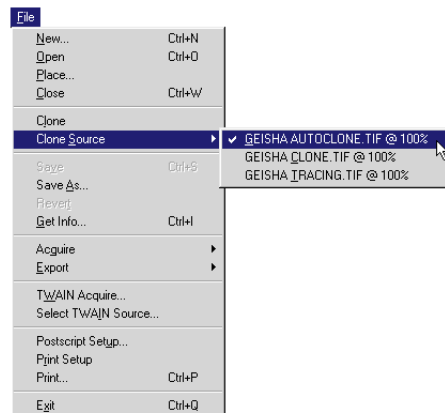 File
New... Ctrl+N
Open Ctrl+O
Place...
Close Ctrl+W
Clone
Clone Source
✓ GEISHA AUTOCLONE.TIF @ 100%
GEISHA CLONE.TIF @ 100%
GEISHA TRACING.TIF @ 100%
Save Ctrl+S
Save As...
Revert
Get Info... Ctrl+I
Acquire
Export
TWAIN Acquire...
Select TWAIN Source...
Postscript Setup...
Print Setup
Print... Ctrl+P
Exit Ctrl+Q